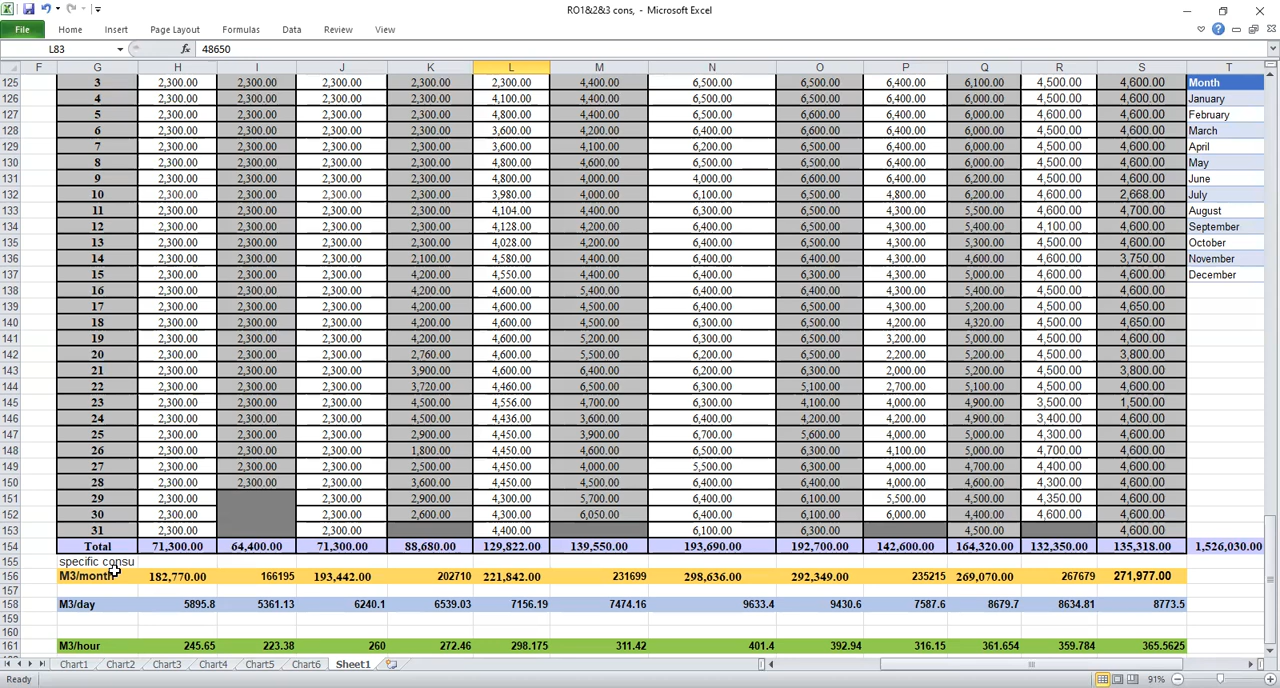 RO1&2&3 cons, - Microsoft Excel
File Home Insert Page Layout Formulas Data Review View
L83 fx 48650
F G H I J K L M N O P Q R S T
125 3 2,300.00 2,300.00 2,300.00 2,300.00 2,300.00 4,400.00 6,500.00 6,500.00 6,400.00 6,100.00 4,500.00 4,600.00 Month
126 4 2,300.00 2,300.00 2,300.00 2,300.00 4,100.00 4,400.00 6,500.00 6,500.00 6,400.00 6,000.00 4,500.00 4,600.00 January
127 5 2,300.00 2,300.00 2,300.00 2,300.00 4,800.00 4,400.00 6,500.00 6,600.00 6,400.00 6,000.00 4,500.00 4,600.00 February
128 6 2,300.00 2,300.00 2,300.00 2,300.00 3,600.00 4,200.00 6,400.00 6,600.00 6,400.00 6,000.00 4,500.00 4,600.00 March
129 7 2,300.00 2,300.00 2,300.00 2,300.00 3,600.00 4,100.00 6,200.00 6,500.00 6,400.00 6,000.00 4,500.00 4,600.00 April
130 8 2,300.00 2,300.00 2,300.00 2,300.00 4,800.00 4,600.00 6,500.00 6,600.00 6,400.00 6,000.00 4,500.00 4,600.00 May
131 9 2,300.00 2,300.00 2,300.00 2,300.00 4,800.00 4,000.00 4,000.00 6,600.00 6,400.00 6,200.00 4,500.00 4,600.00 June
132 10 2,300.00 2,300.00 2,300.00 2,300.00 3,980.00 4,000.00 6,100.00 6,500.00 4,800.00 6,200.00 4,600.00 2,668.00 July
133 11 2,300.00 2,300.00 2,300.00 2,300.00 4,104.00 4,400.00 6,300.00 6,500.00 4,300.00 5,500.00 4,600.00 4,700.00 August
134 12 2,300.00 2,300.00 2,300.00 2,300.00 4,128.00 4,200.00 6,400.00 6,500.00 4,300.00 5,400.00 4,100.00 4,600.00 September
135 13 2,300.00 2,300.00 2,300.00 2,300.00 4,028.00 4,200.00 6,400.00 6,500.00 4,300.00 5,000.00 4,500.00 4,600.00 October
136 14 2,300.00 2,300.00 2,300.00 2,100.00 4,580.00 4,400.00 6,400.00 6,400.00 4,300.00 4,600.00 4,500.00 3,750.00 November
137 15 2,300.00 2,300.00 2,300.00 4,200.00 4,550.00 4,400.00 6,400.00 6,300.00 4,300.00 5,000.00 4,600.00 4,600.00 December
138 16 2,300.00 2,300.00 2,300.00 4,200.00 4,600.00 4,500.00 6,400.00 6,400.00 4,300.00 5,400.00 4,500.00 4,600.00
139 17 2,300.00 2,300.00 2,300.00 4,200.00 4,600.00 4,500.00 6,400.00 6,500.00 4,300.00 5,200.00 4,500.00 4,650.00
140 18 2,300.00 2,300.00 2,300.00 4,200.00 4,600.00 4,500.00 6,300.00 6,500.00 4,200.00 4,320.00 4,500.00 4,650.00
141 19 2,300.00 2,300.00 2,300.00 4,200.00 4,600.00 5,200.00 6,300.00 6,500.00 3,200.00 5,000.00 4,500.00 4,600.00
142 20 2,300.00 2,300.00 2,300.00 2,760.00 4,600.00 5,500.00 6,200.00 6,500.00 2,200.00 5,200.00 4,500.00 3,800.00
143 21 2,300.00 2,300.00 2,300.00 3,900.00 4,600.00 6,400.00 6,200.00 6,500.00 2,000.00 5,200.00 4,500.00 3,800.00
144 22 2,300.00 2,300.00 2,300.00 3,720.00 4,460.00 6,500.00 6,300.00 5,100.00 2,700.00 5,100.00 4,500.00 4,600.00
145 23 2,300.00 2,300.00 2,300.00 4,500.00 4,556.00 4,700.00 6,300.00 4,100.00 4,000.00 4,900.00 3,500.00 1,500.00
146 24 2,300.00 2,300.00 2,300.00 4,500.00 4,436.00 3,600.00 6,400.00 4,200.00 4,200.00 4,900.00 3,400.00 4,600.00
147 25 2,300.00 2,300.00 2,300.00 2,900.00 4,450.00 3,900.00 6,700.00 5,600.00 4,000.00 5,000.00 4,300.00 4,600.00
148 26 2,300.00 2,300.00 2,300.00 1,800.00 4,450.00 4,600.00 6,500.00 6,300.00 4,100.00 5,000.00 4,700.00 4,600.00
149 27 2,300.00 2,300.00 2,300.00 2,500.00 4,450.00 4,000.00 5,500.00 6,300.00 4,000.00 4,700.00 4,400.00 4,600.00
150 28 2,300.00 2,300.00 2,300.00 3,600.00 4,450.00 4,500.00 6,400.00 6,400.00 4,000.00 4,600.00 4,600.00 4,600.00
151 29 2,300.00 2,300.00 2,900.00 4,300.00 5,700.00 6,400.00 6,100.00 5,500.00 4,000.00 4,350.00 4,600.00
152 30 2,300.00 2,300.00 2,600.00 4,300.00 6,050.00 6,400.00 6,100.00 6,000.00 4,400.00 4,600.00 4,600.00
153 31 2,300.00 2,300.00 4,400.00 6,100.00 6,300.00 4,500.00 4,600.00
154 Total 71,300.00 64,400.00 71,300.00 88,680.00 129,822.00 139,550.00 193,690.00 192,700.00 142,600.00 164,320.00 132,350.00 135,318.00 1,526,030.00
155 specific consu
156 M3/month 182,770.00 166195 193,442.00 202710 221,842.00 231699 298,636.00 292,349.00 235215 269,070.00 267679 271,977.00
157
158 M3/day 5895.8 5361.13 6240.1 6539.03 7156.19 7474.16 9633.4 9430.6 7587.6 8679.7 8634.81 8773.5
159
160
161 M3/hour 245.65 223.38 260 272.46 298.175 311.42 401.4 392.94 316.15 361.654 359.784 365.5625
Chart1 Chart2 Chart3 Chart4 Chart5 Chart6 Sheet1
Ready 91%